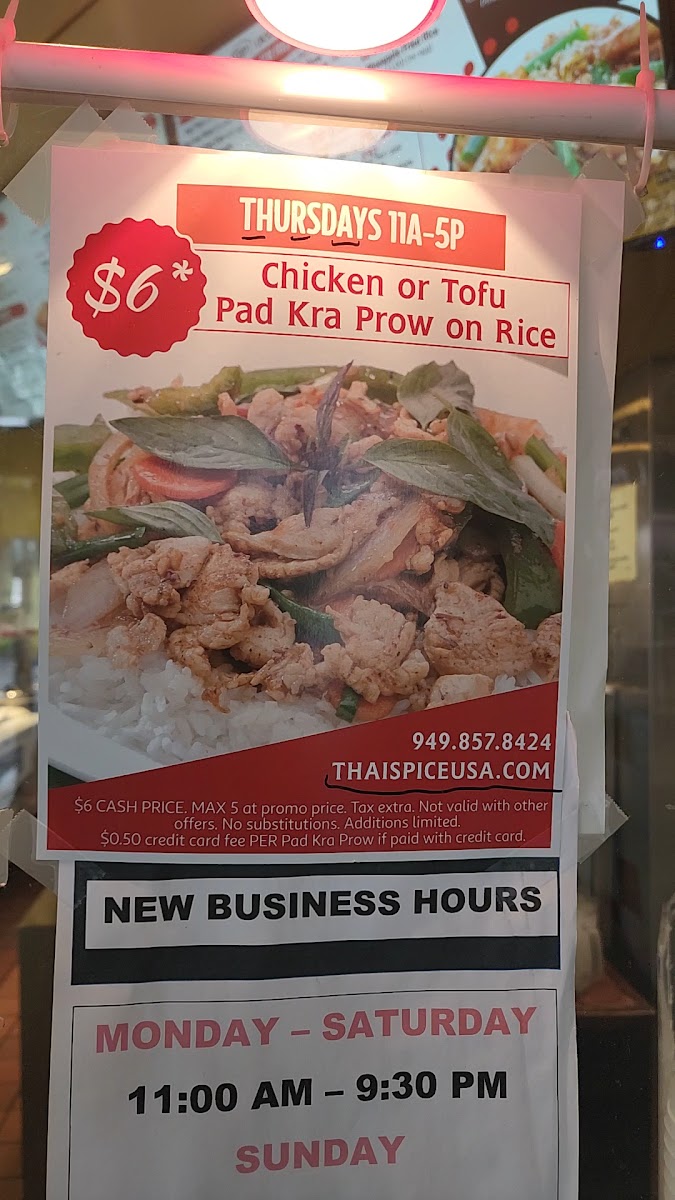 THURSDAYS 11A-5P
$6*
Chicken or Tofu
Pad Kra Prow on Rice
949.857.8424
THAISPICEUSA.COM
$6 CASH PRICE. MAX 5 at promo price. Tax extra. Not valid with other
offers. No substitutions. Additions limited.
$0.50 credit card fee PER Pad Kra Prow if paid with credit card.
NEW BUSINESS HOURS
MONDAY – SATURDAY
11:00 AM – 9:30 PM
SUNDAY